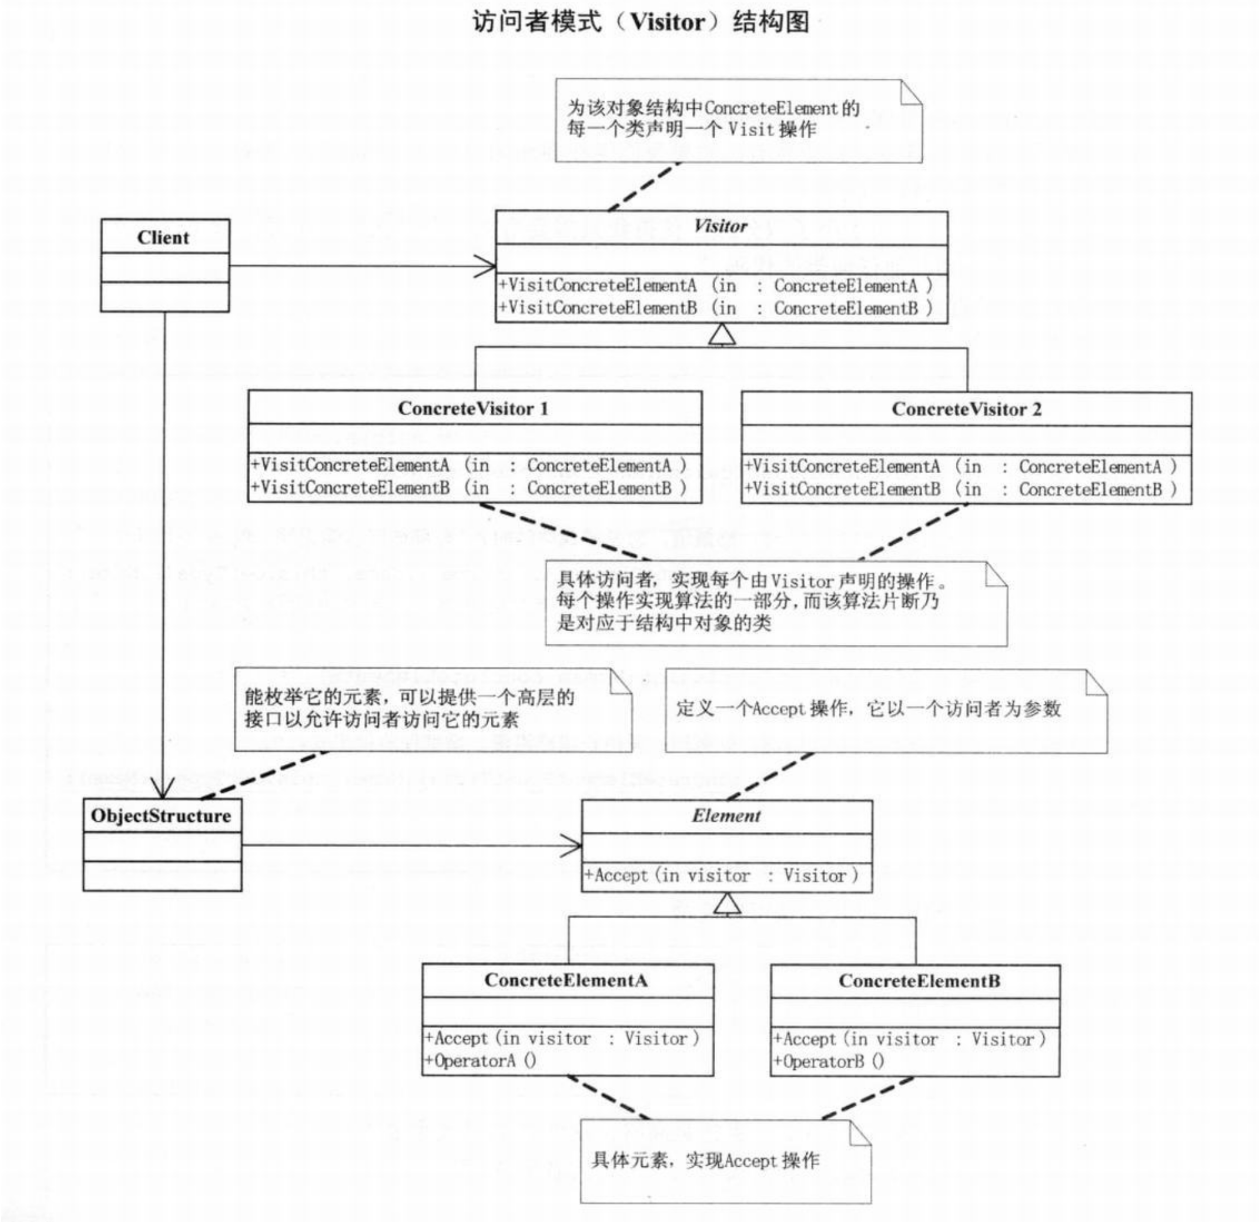 访问者模式（Visitor）结构图
为该对象结构中ConcreteElement的
每一个类声明一个Visit操作
Client
Visitor
+VisitConcreteElementA (in : ConcreteElementA )
+VisitConcreteElementB (in : ConcreteElementB )
ConcreteVisitor 1
+VisitConcreteElementA (in : ConcreteElementA )
+VisitConcreteElementB (in : ConcreteElementB )
ConcreteVisitor 2
+VisitConcreteElementA (in : ConcreteElementA )
+VisitConcreteElementB (in : ConcreteElementB )
具体访问者，实现每个由Visitor声明的操作。
每个操作实现算法的一部分，而该算法片断乃
是对应于结构中对象的类
能枚举它的元素，可以提供一个高层的
接口以允许访问者访问它的元素
定义一个Accept操作，它以一个访问者为参数
ObjectStructure
Element
+Accept(in visitor : Visitor)
ConcreteElementA
+Accept(in visitor : Visitor)
+OperatorA ()
ConcreteElementB
+Accept(in visitor : Visitor)
+OperatorB ()
具体元素，实现Accept操作